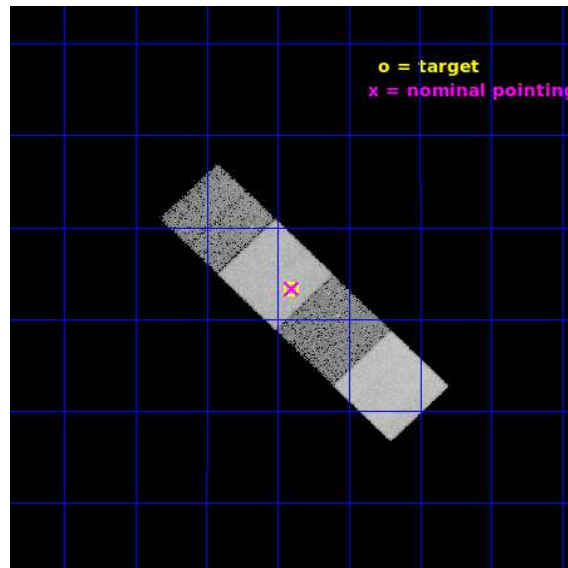 o = target
x = nominal pointing